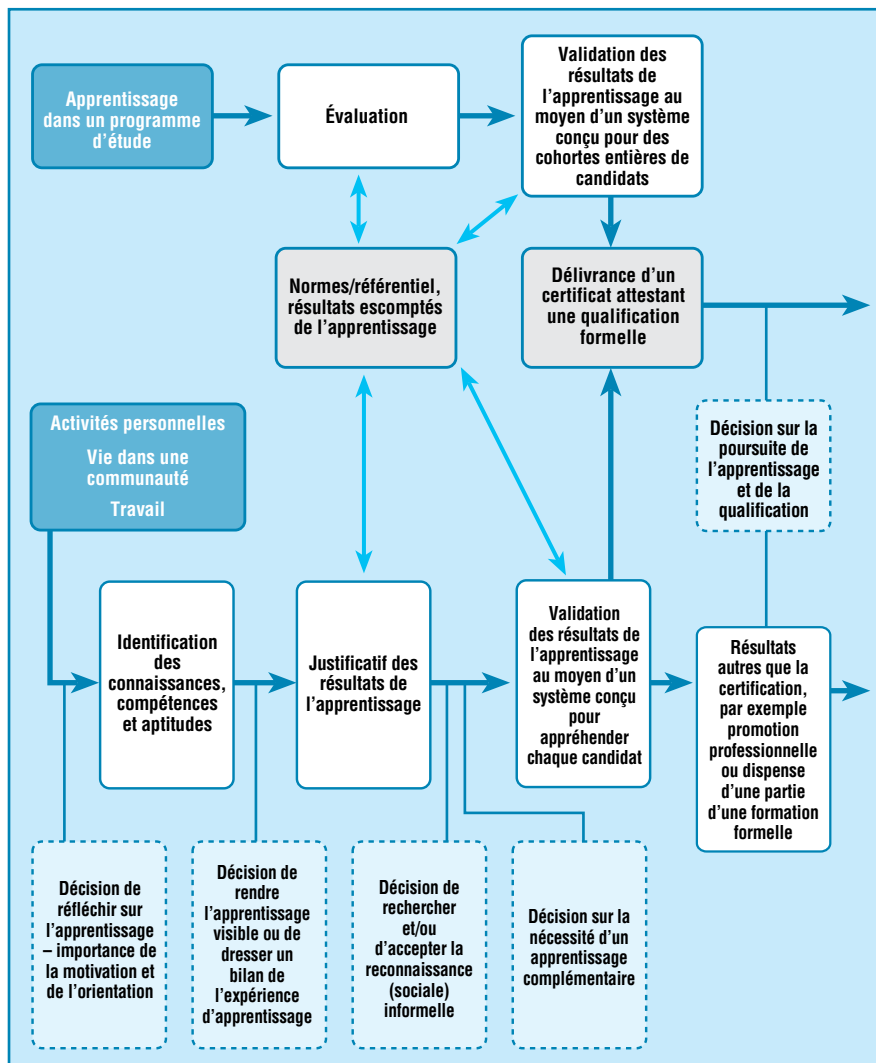 Apprentissage
dans un programme
d'étude
Évaluation
Validation des
résultats de
l'apprentissage au
moyen d'un système
conçu pour des
cohortes entières de
candidats
Normes/référentiel,
résultats escomptés
de l'apprentissage
Délivrance d'un
certificat attestant
une qualification
formelle
Activités personnelles
Vie dans une
communauté
Travail
Décision sur la
poursuite de
l'apprentissage
et de la
qualification
Identification
des
connaissances,
compétences
et aptitudes
Justificatif des
résultats de
l'apprentissage
Validation
des résultats de
l'apprentissage
au moyen d'un
système conçu
pour
appréhender
chaque candidat
Résultats
autres que la
certification,
par exemple
promotion
professionnelle
ou dispense
d'une partie
d'une formation
formelle
Décision de
réfléchir sur
l'apprentissage
– importance de
la motivation et
de l'orientation
Décision de
rendre
l'apprentissage
visible ou de
dresser un
bilan de
l'expérience
d'apprentissage
Décision de
rechercher
et/ou
d'accepter la
reconnaissance
(sociale)
informelle
Décision sur la
nécessité d'un
apprentissage
complémentaire